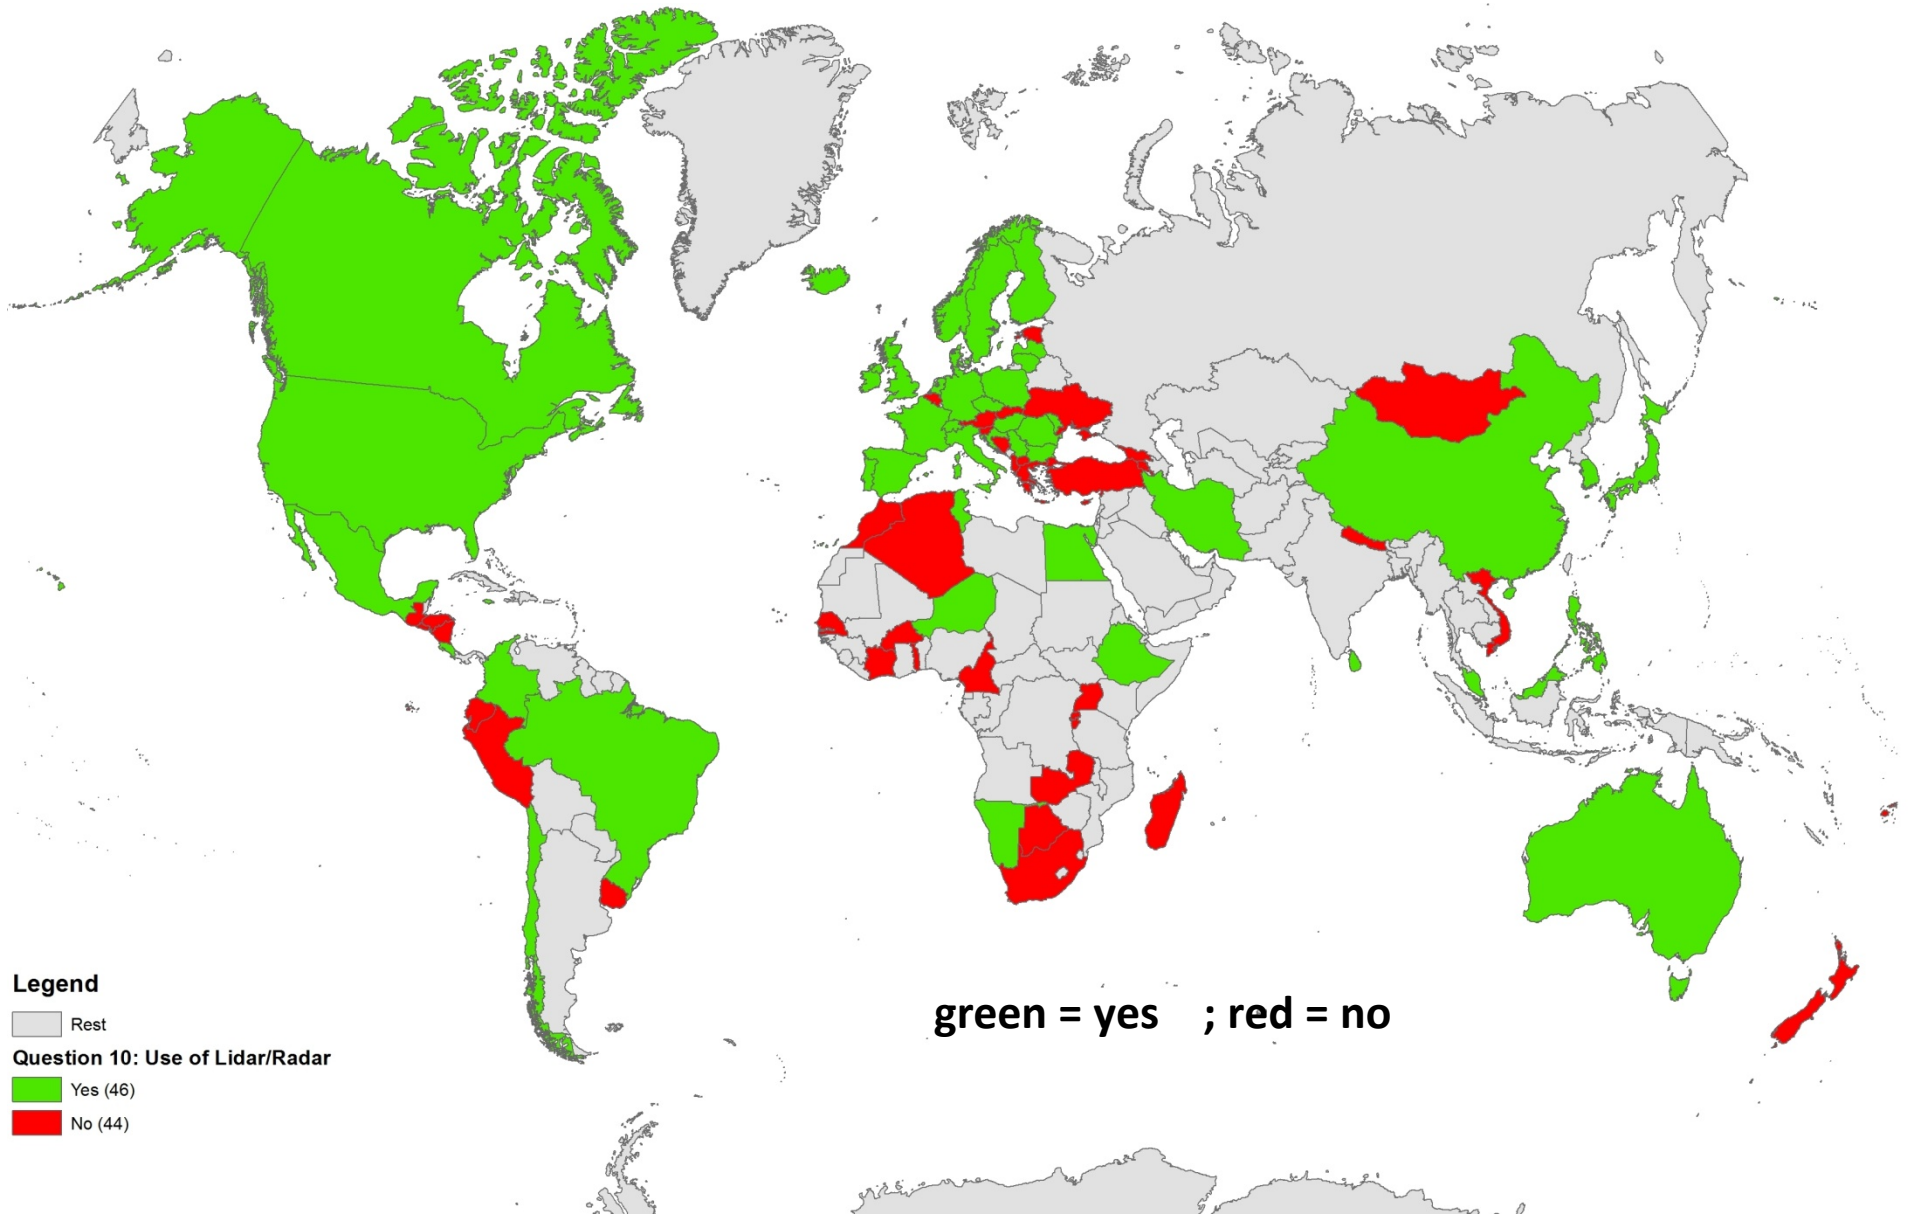 green = yes ; red = no
Legend
Rest
Question 10: Use of Lidar/Radar
Yes (46)
No (44)